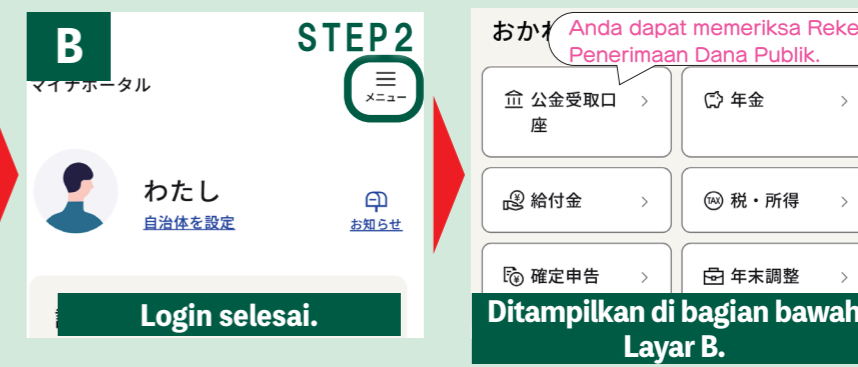 B
STEP2
マイナポータル
メニュー
わたし
自治体を設定
お知らせ
Login selesai.
おかね
Anda dapat memeriksa Reke
Penerimaan Dana Publik.
公金受取口
座
年金
給付金
税・所得
確定申告
年末調整
Ditampilkan di bagian bawah
Layar B.